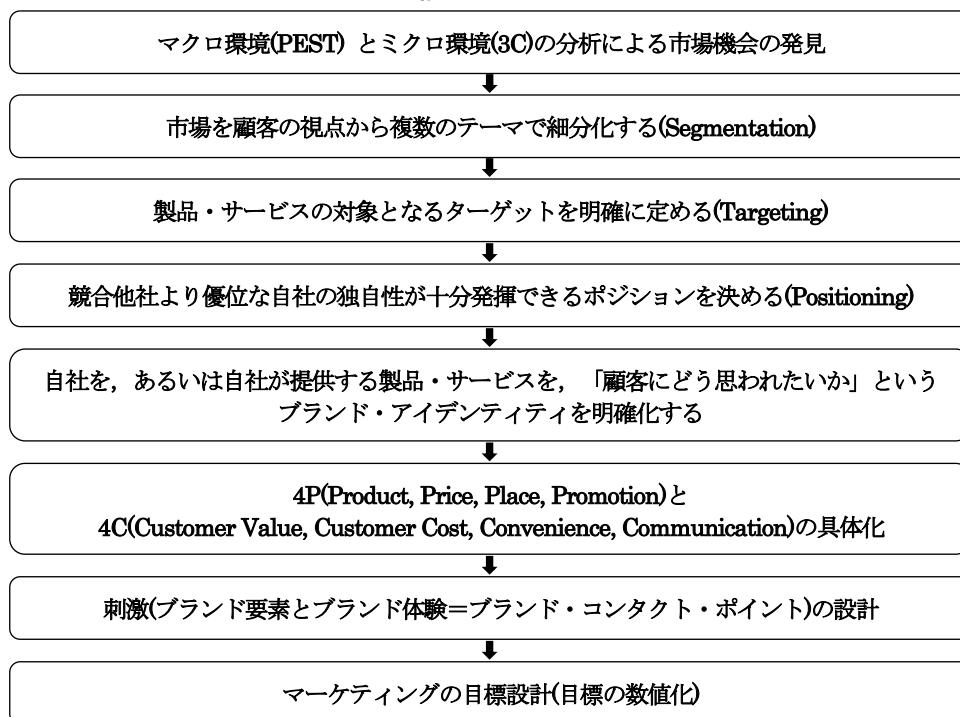 マクロ環境(PEST) とミクロ環境(3C)の分析による市場機会の発見
市場を顧客の視点から複数のテーマで細分化する(Segmentation)
製品・サービスの対象となるターゲットを明確に定める(Targeting)
競合他社より優位な自社の独自性が十分発揮できるポジションを決める(Positioning)
自社を，あるいは自社が提供する製品・サービスを，「顧客にどう思われたいか」という
ブランド・アイデンティティを明確化する
4P(Product, Price, Place, Promotion)と
4C(Customer Value, Customer Cost, Convenience, Communication)の具体化
刺激(ブランド要素とブランド体験＝ブランド・コンタクト・ポイント)の設計
マーケティングの目標設計(目標の数値化)